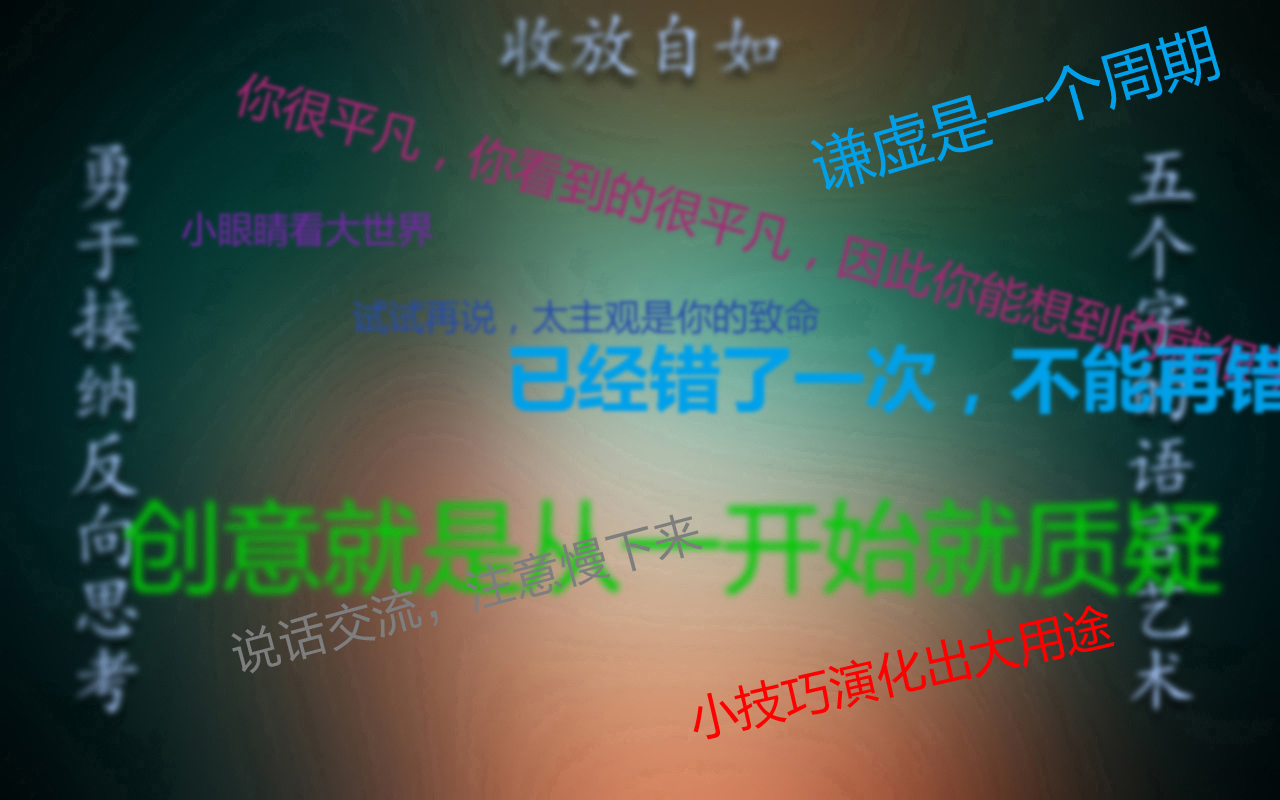 收放自如
谦虚是一个周期
你很平凡，你看到的很平凡，因此你能想到的就很
勇于接纳反向思考
五个字的语言艺术
小眼睛看大世界
试试再说，太主观是你的致命
已经错了一次，不能再错
创意就是从一开始就质疑
说话交流，注意慢下来
小技巧演化出大用途